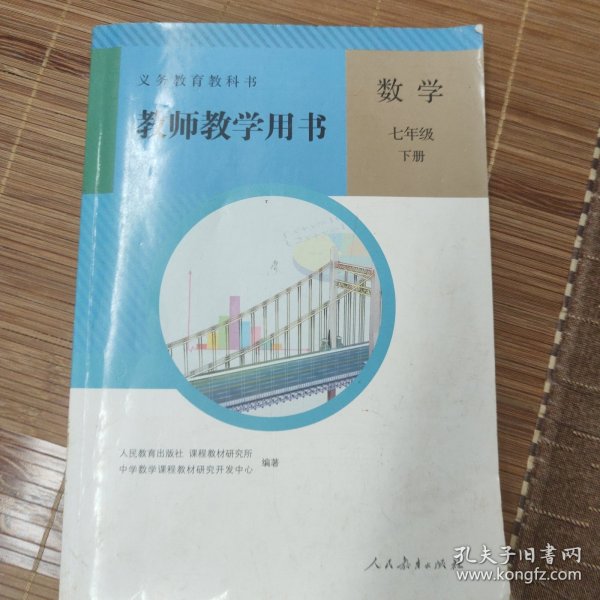 义务教育教科书
教师教学用书
数学
七年级
下册
人民教育出版社 课程教材研究所
中学数学课程教材研究开发中心
编著
人民教育出版社
孔夫子旧书网
www.kongfz.com